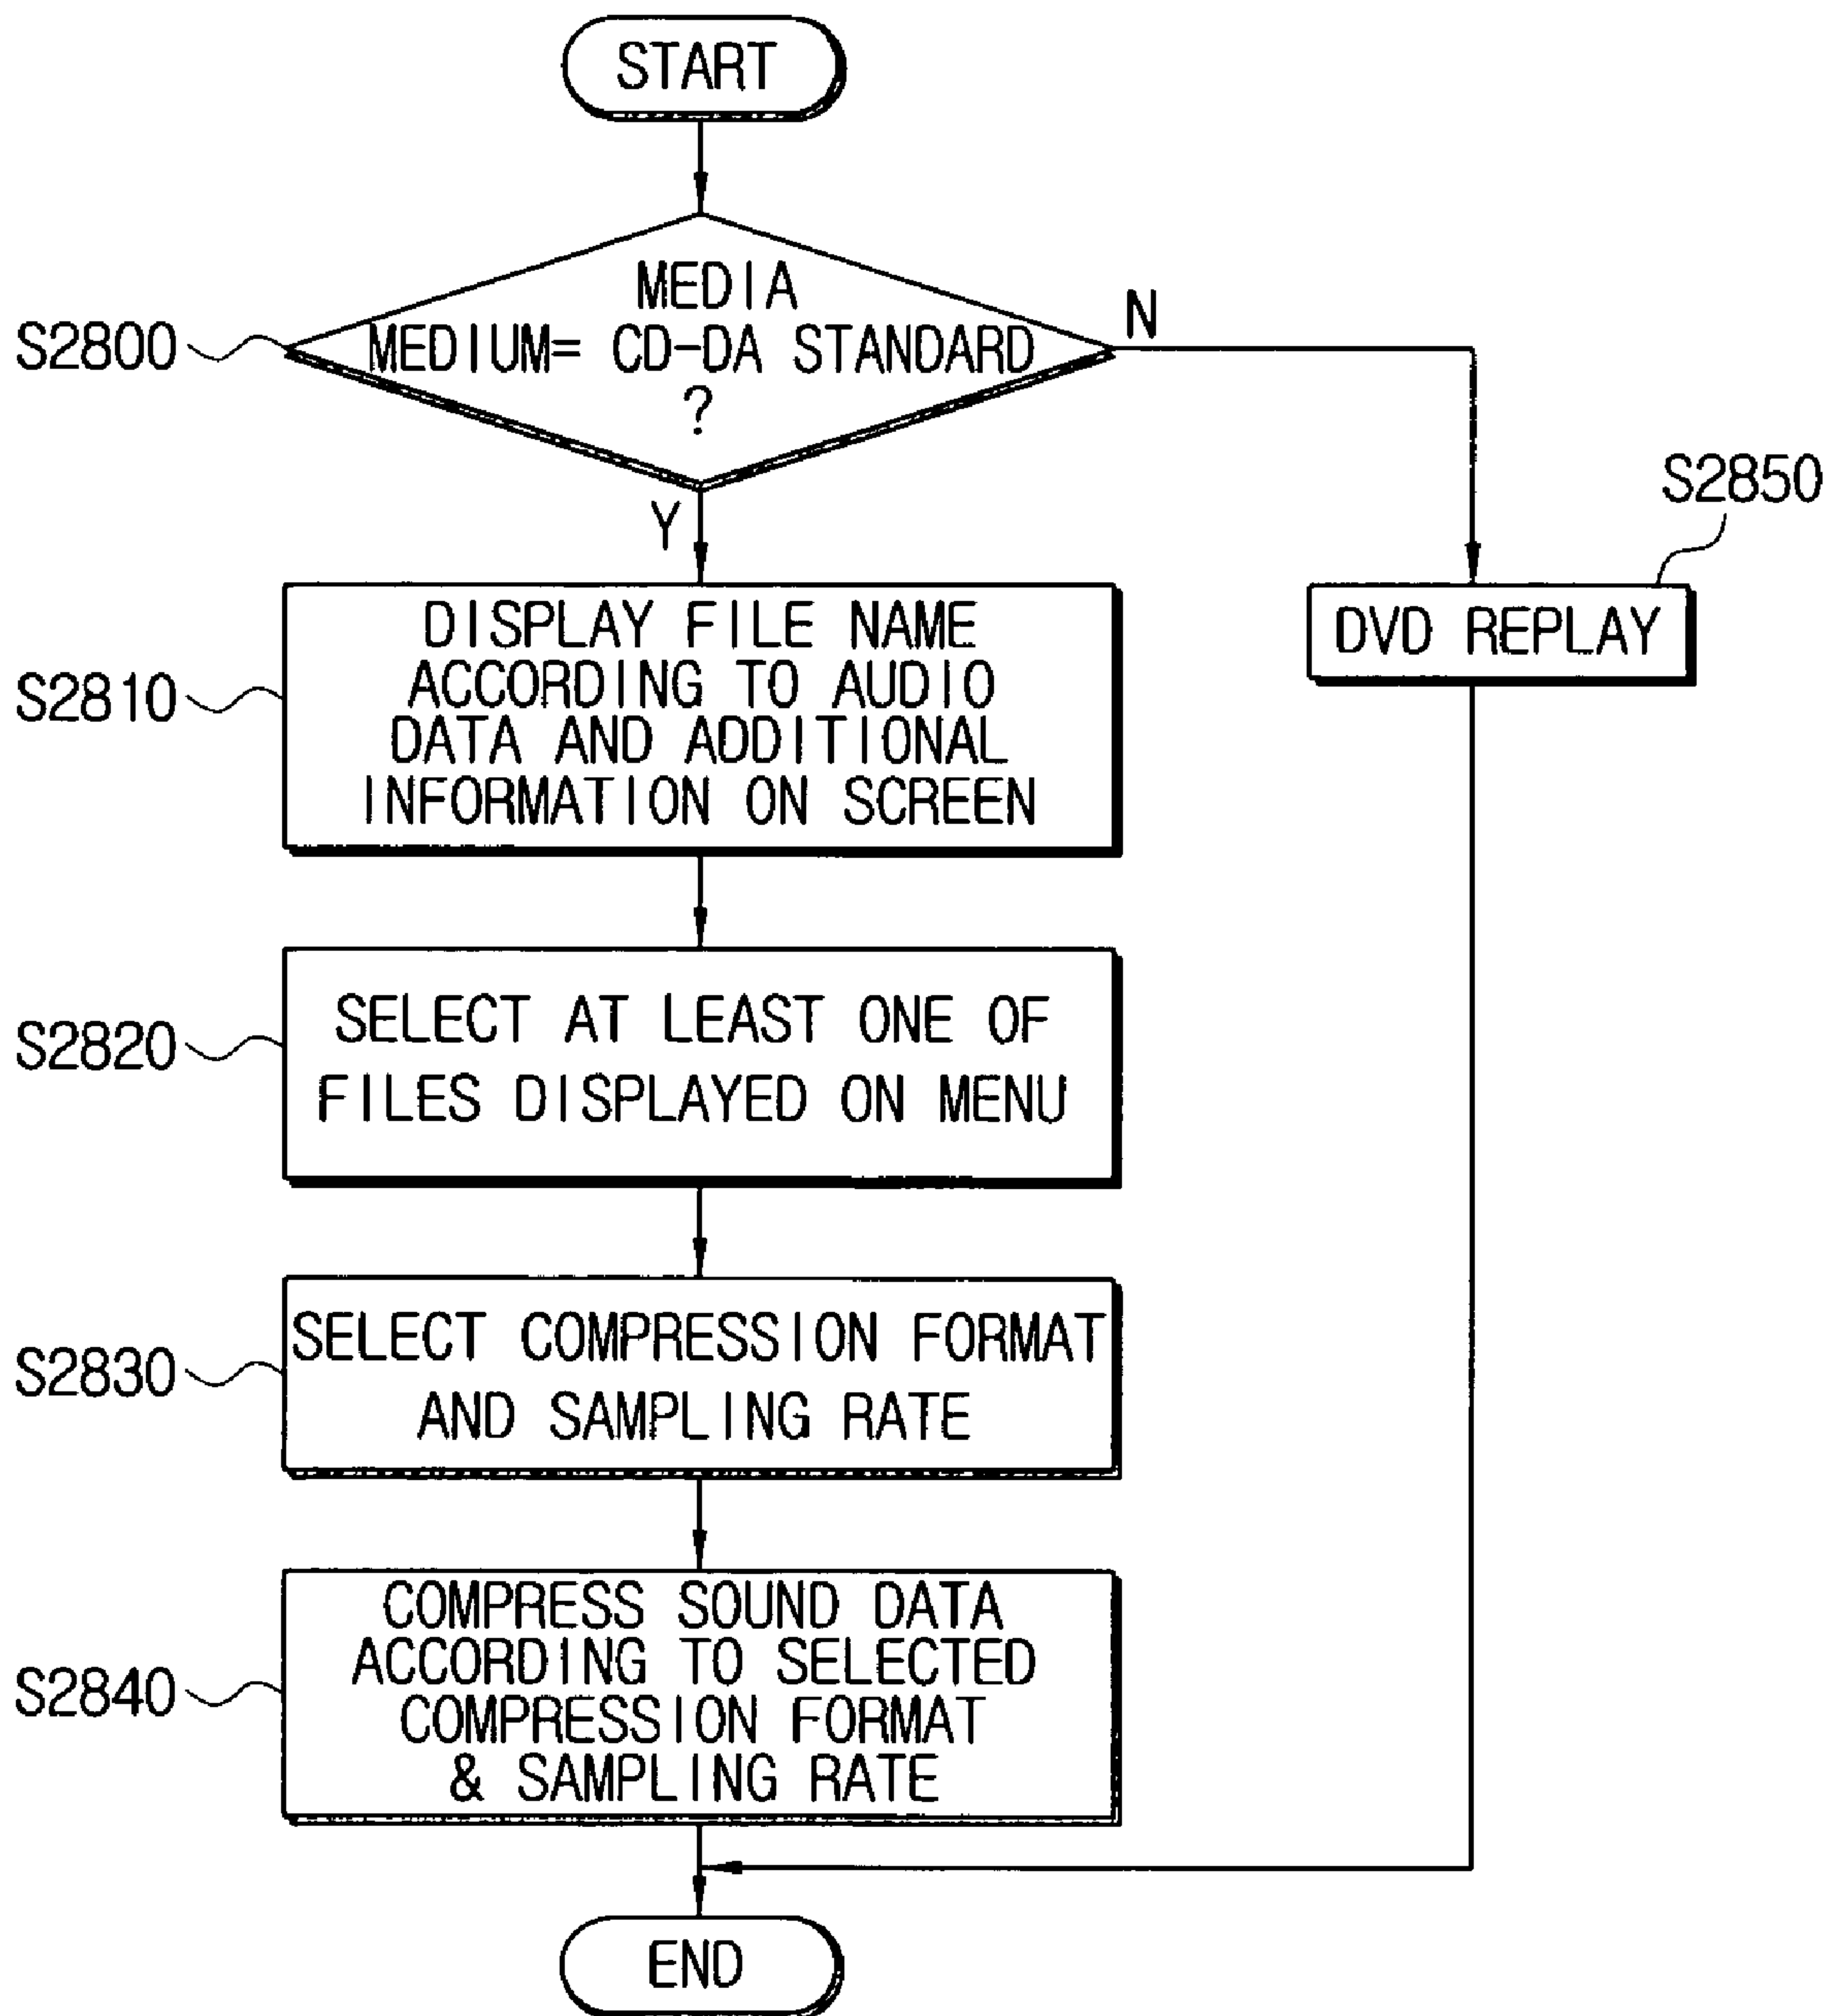 START
MEDIA
MEDIUM= CD-DA STANDARD
?
S2800
N
Y
S2850
DVD REPLAY
DISPLAY FILE NAME
ACCORDING TO AUDIO
DATA AND ADDITIONAL
INFORMATION ON SCREEN
S2810
SELECT AT LEAST ONE OF
FILES DISPLAYED ON MENU
S2820
SELECT COMPRESSION FORMAT
AND SAMPLING RATE
S2830
COMPRESS SOUND DATA
ACCORDING TO SELECTED
COMPRESSION FORMAT
& SAMPLING RATE
S2840
END